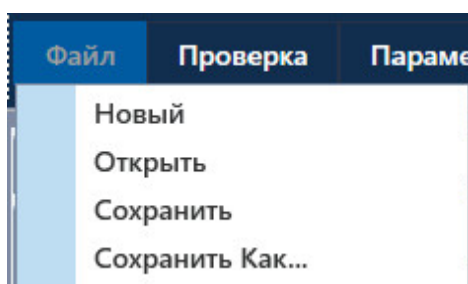 Файл Проверка Параме
Новый
Открыть
Сохранить
Сохранить Как...